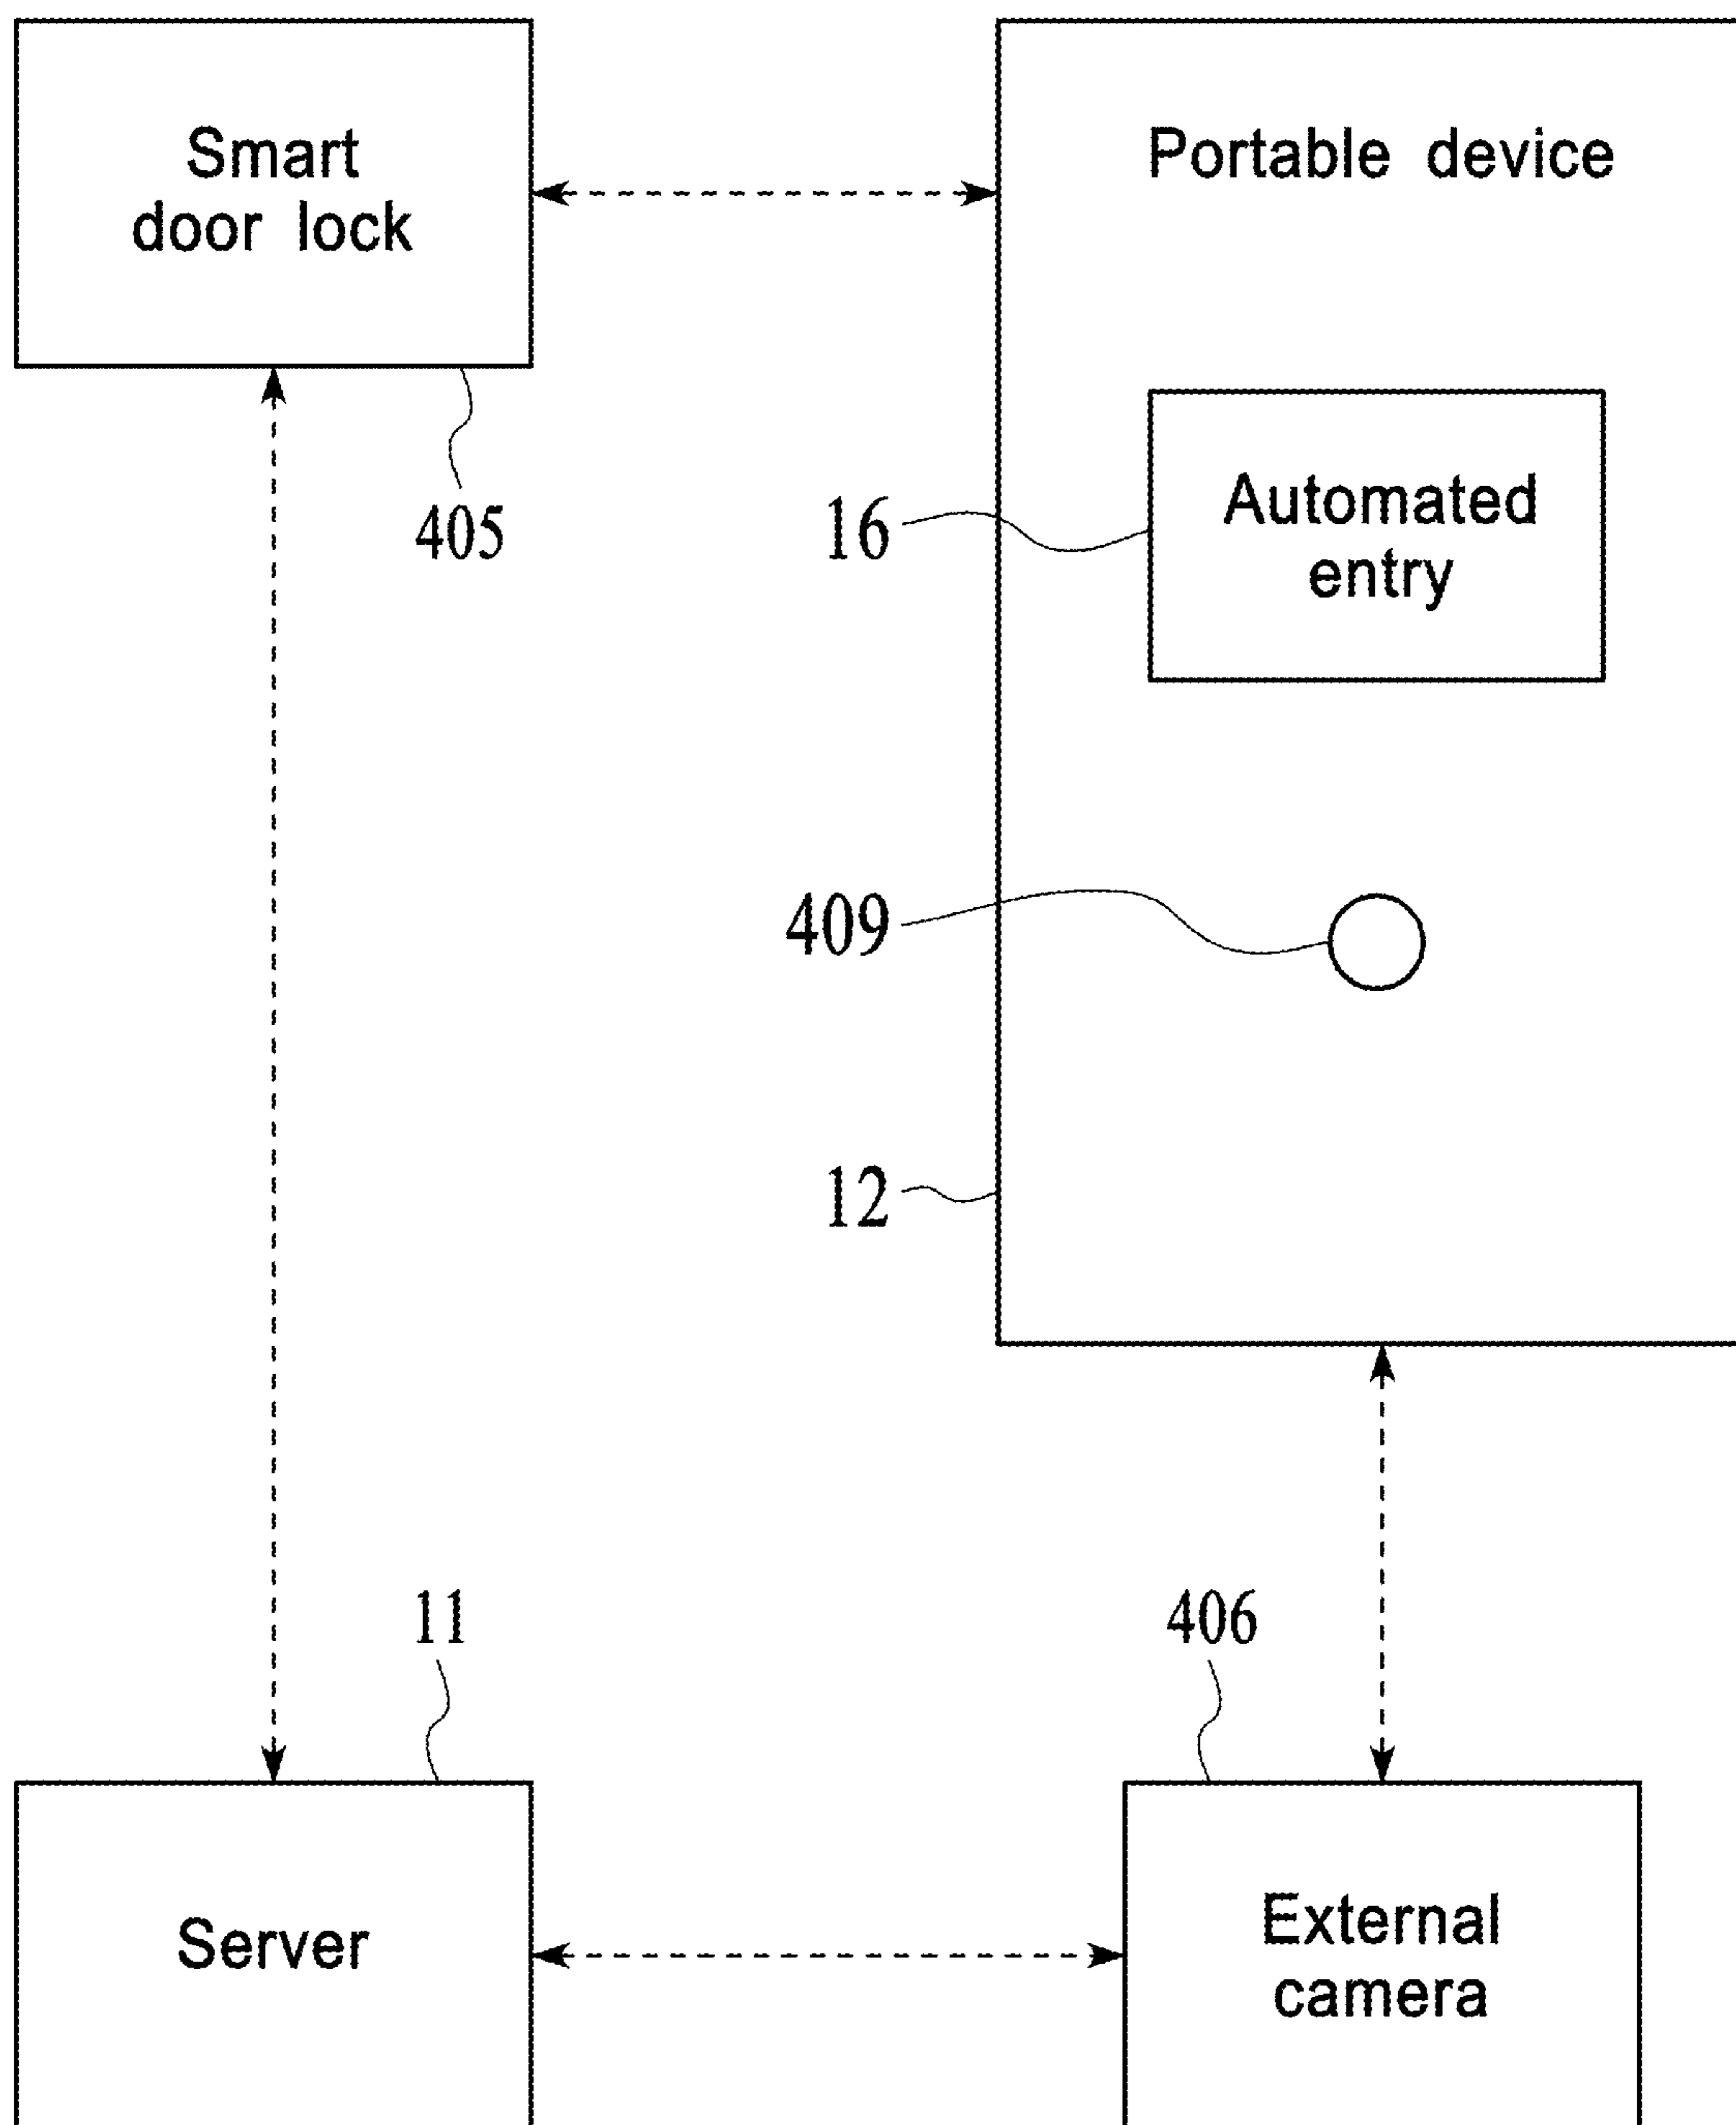 Smart
door lock
Portable device
405
16
Automated
entry
409
12
11
406
Server
External
camera